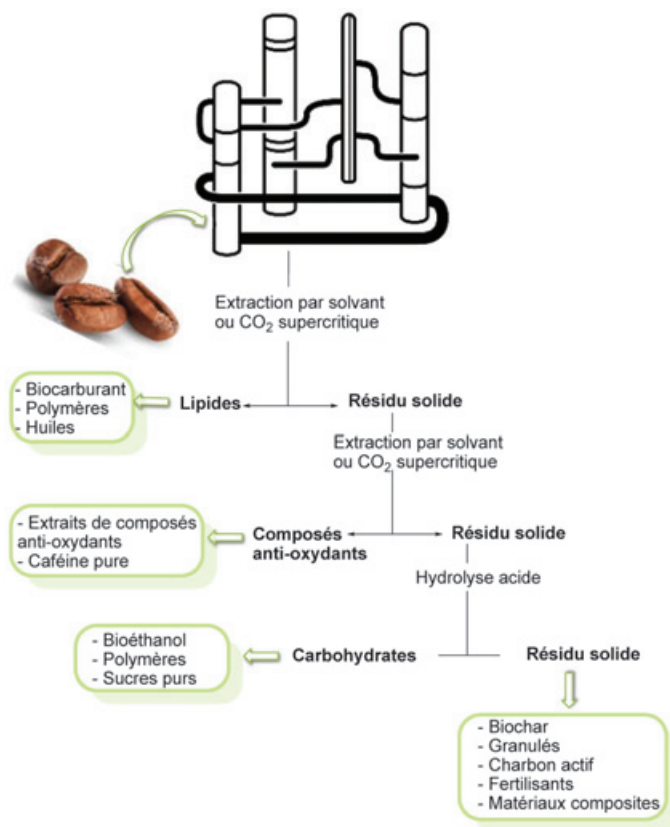 Extraction par solvant
ou CO2 supercritique
- Biocarburant
- Polymères
- Huiles
Lipides
Résidu solide
Extraction par solvant
ou CO2 supercritique
- Extraits de composés
anti-oxydants
- Caféine pure
Composés
anti-oxydants
Résidu solide
Hydrolyse acide
- Bioéthanol
- Polymères
- Sucres purs
Carbohydrates
Résidu solide
- Biochar
- Granulés
- Charbon actif
- Fertilisants
- Matériaux composites